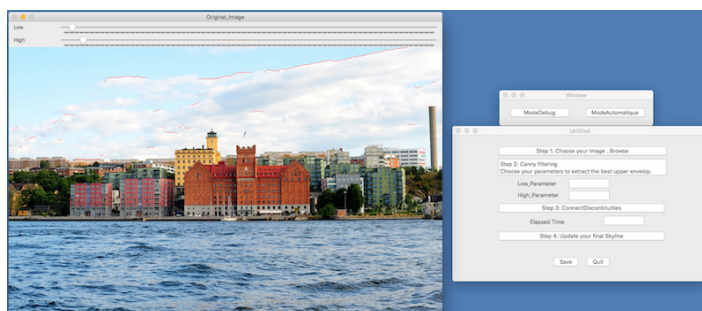 Original_Image
Low
High
Window
ModeDebug
ModeAutomatique
Untitled
Step 1: Choose your image ..Browse
Step 2: Canny filtering
Choose your parameters to extract the best upper envelop.
Low_Parameter
High_Parameter
Step 3: ConnectDiscontinuities
Elapsed Time
Step 4: Update your final Skyline
Save
Quit